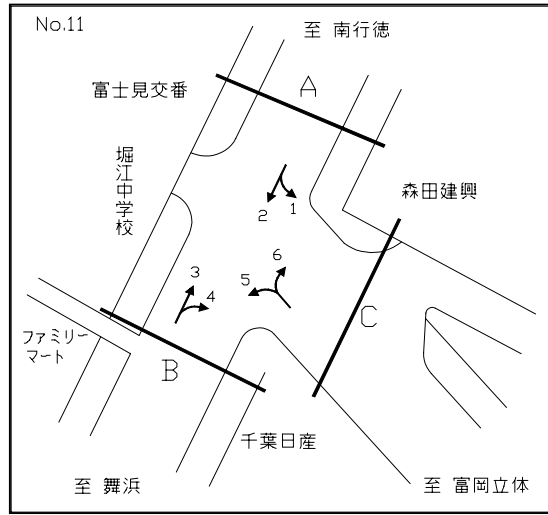 No.11
至 南行徳
富士見交番
A
堀江中学校
森田建興
1
2
3
4
5
6
C
B
ファミリー
マート
千葉日産
至 舞浜
至 富岡立体